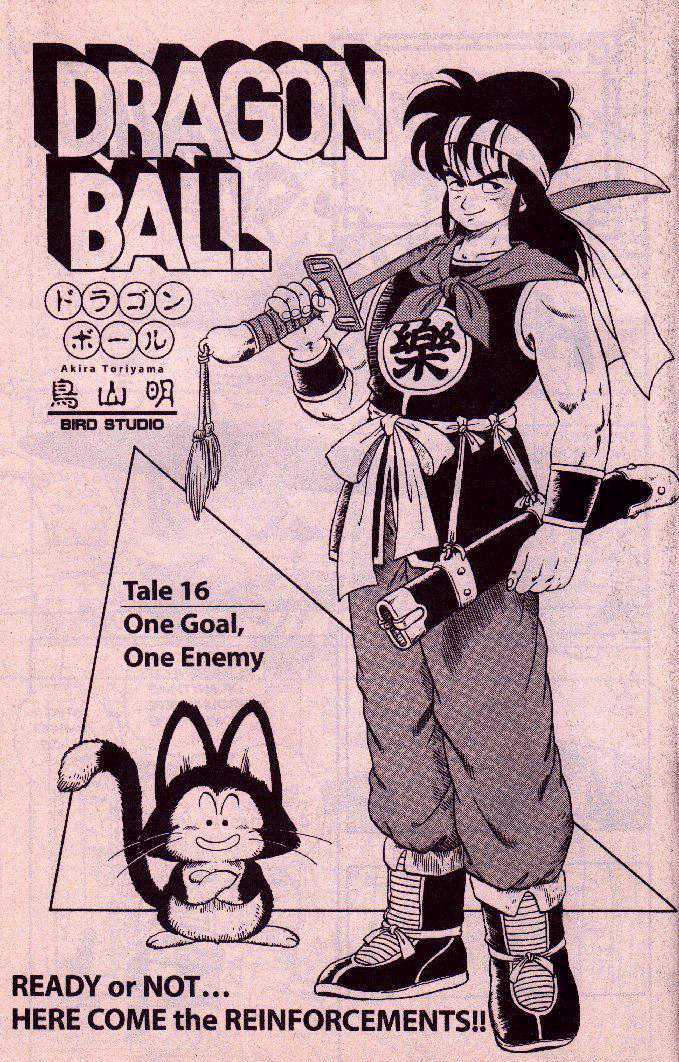 DRAGON
BALL
ドラゴン
ボール
Akira Toriyama
鳥山明
BIRD STUDIO
樂
Tale 16
One Goal,
One Enemy
READY or NOT...
HERE COME the REINFORCEMENTS!!